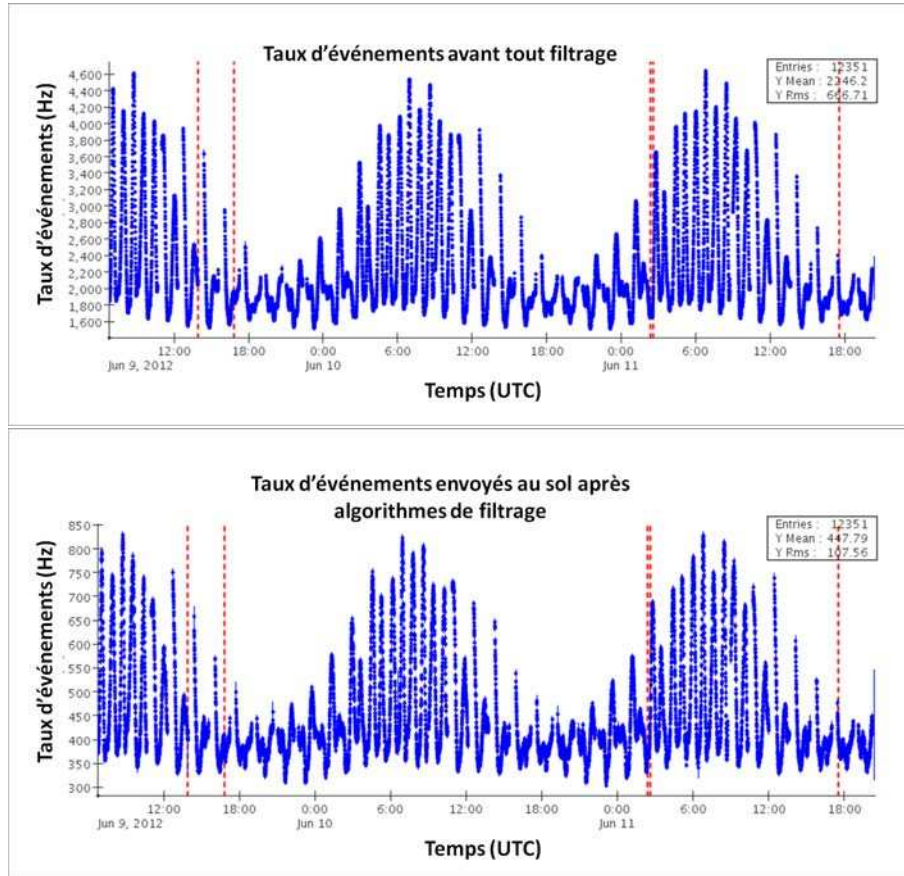 Taux d'événements avant tout filtrage
Entries : 12351
Y Mean : 2246.2
Y Rms : 666.71
Taux d'événements (Hz)
4,600
4,400
4,200
4,000
3,800
3,600
3,400
3,200
3,000
2,800
2,600
2,400
2,200
2,000
1,800
1,600
12:00 18:00 0:00 6:00 12:00 18:00 0:00 6:00 12:00 18:00
Jun 9, 2012 Jun 10 Jun 11
Temps (UTC)
Taux d'événements envoyés au sol après
algorithmes de filtrage
Entries : 12351
Y Mean : 447.79
Y Rms : 107.56
Taux d'événements (Hz)
850
800
750
700
650
600
550
500
450
400
350
300
12:00 18:00 0:00 6:00 12:00 18:00 0:00 6:00 12:00 18:00
Jun 9, 2012 Jun 10 Jun 11
Temps (UTC)